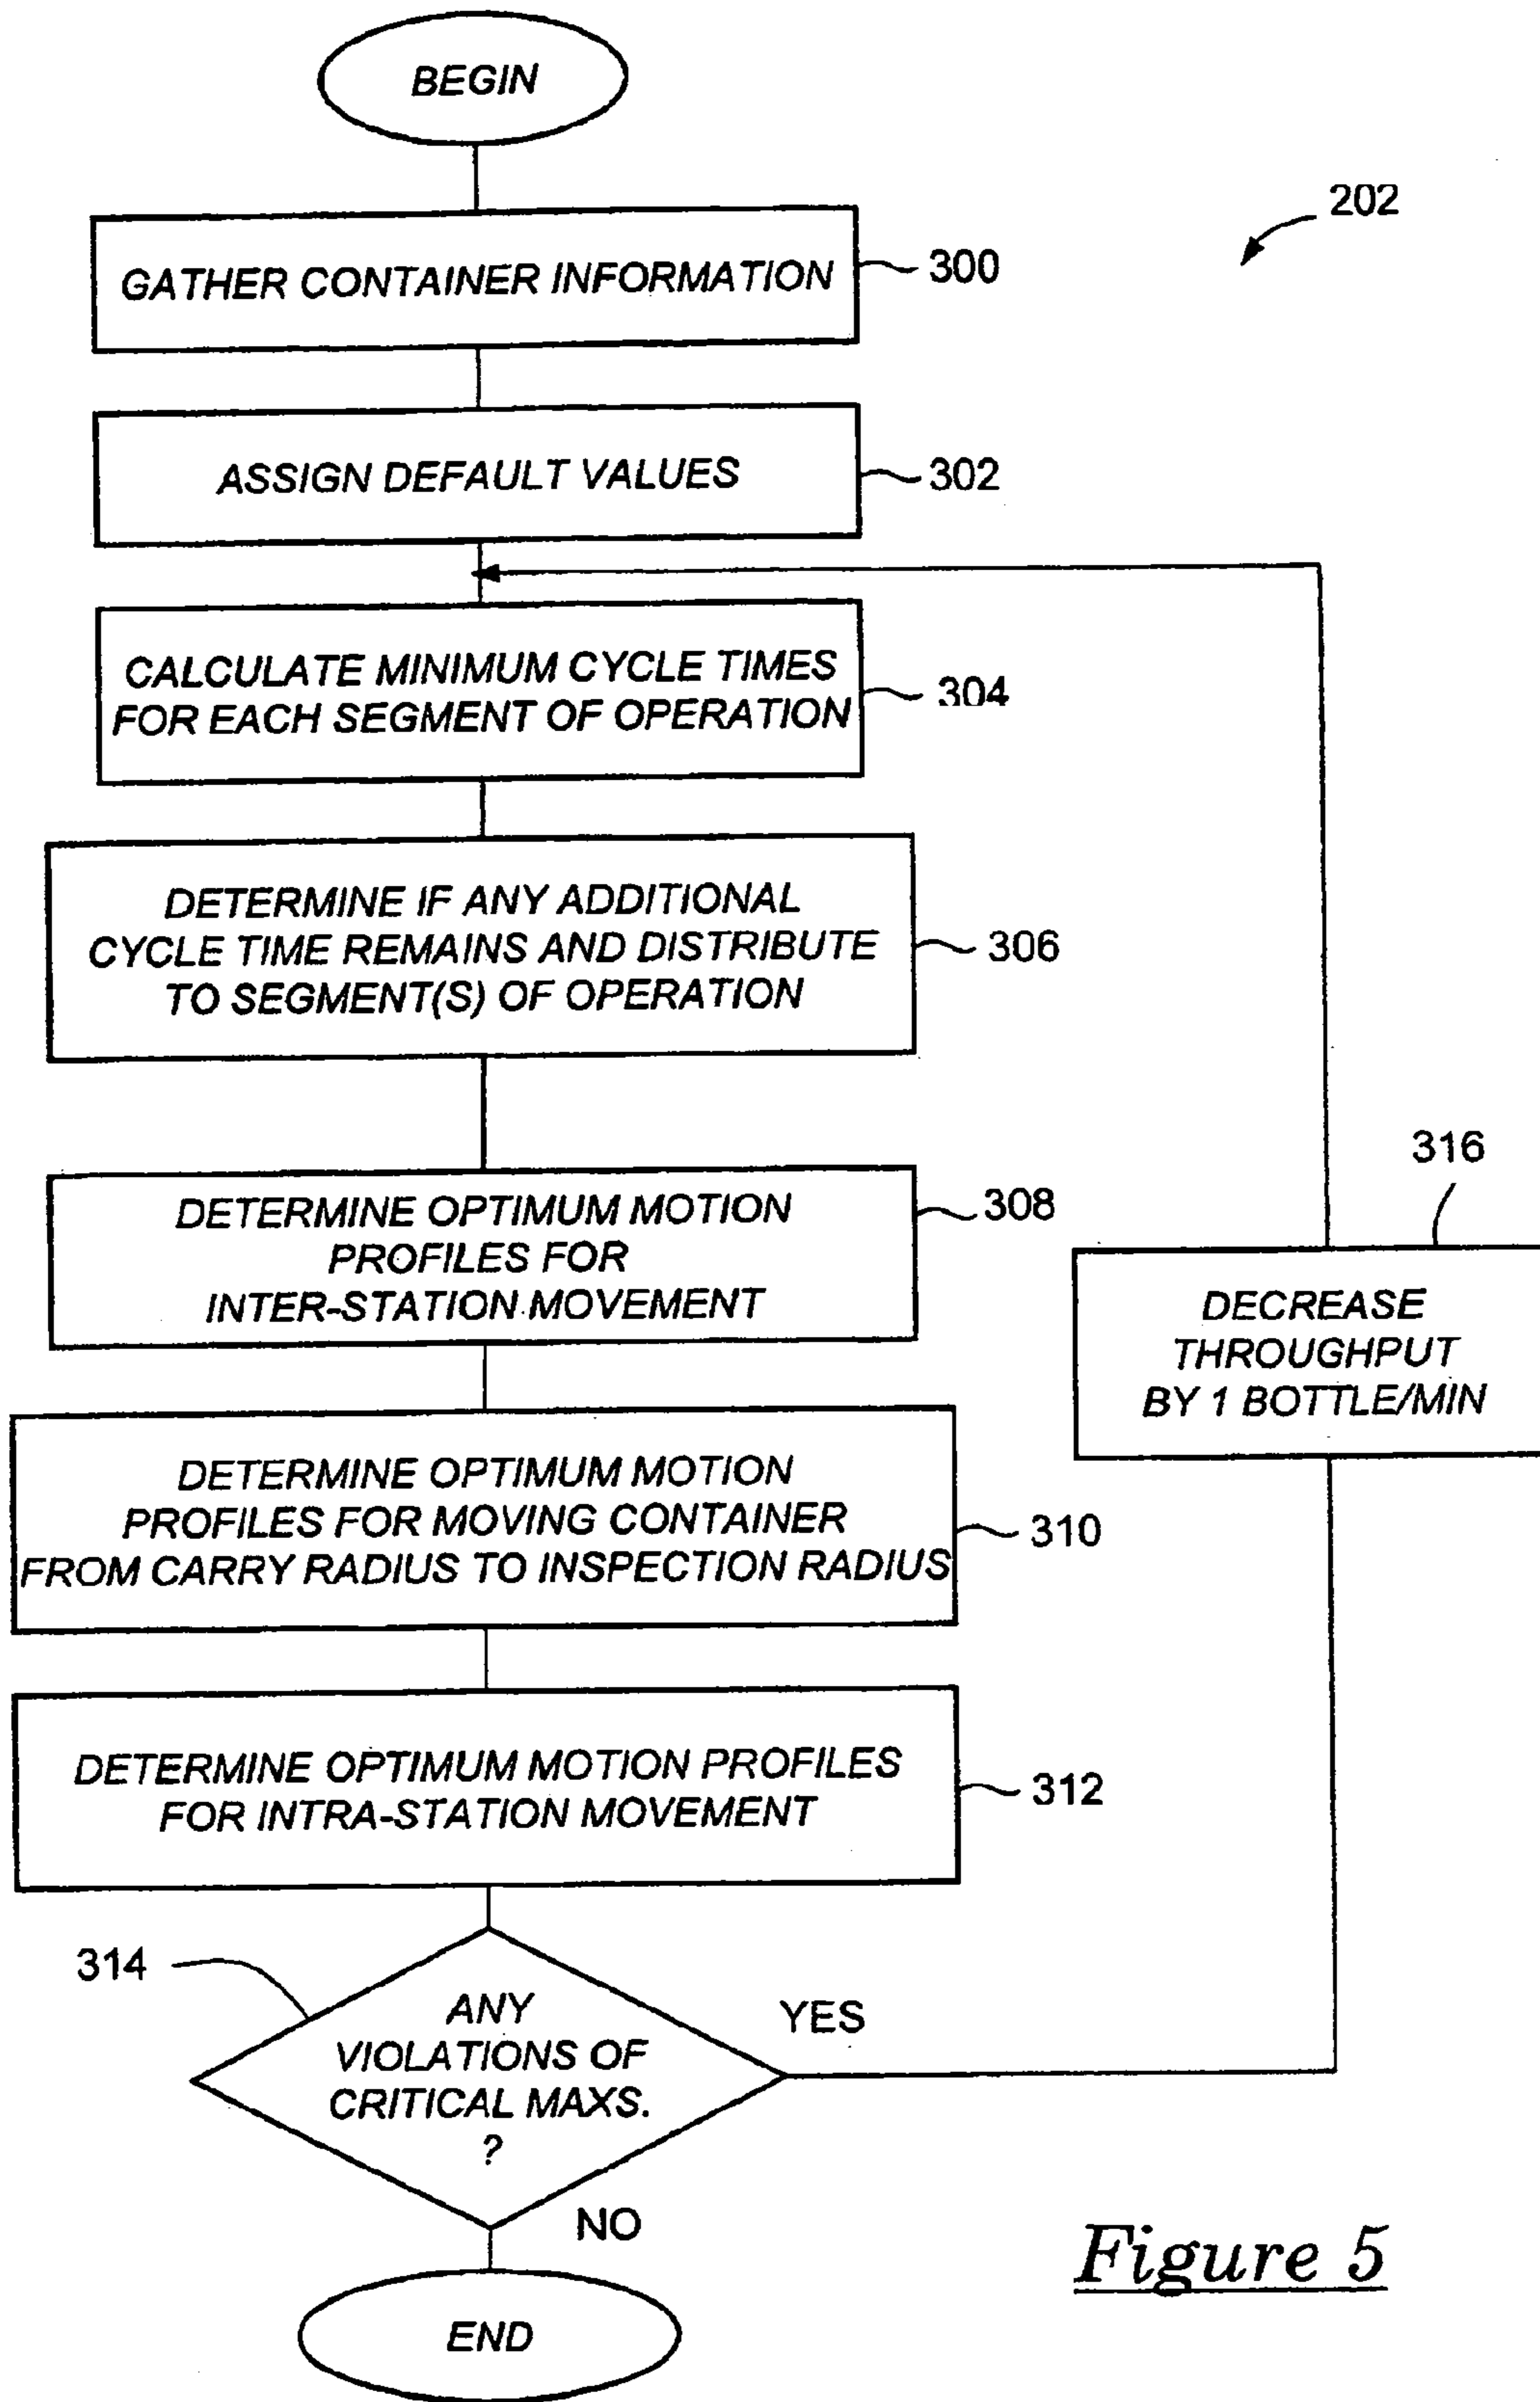 BEGIN
202
GATHER CONTAINER INFORMATION
300
ASSIGN DEFAULT VALUES
302
CALCULATE MINIMUM CYCLE TIMES
FOR EACH SEGMENT OF OPERATION
304
DETERMINE IF ANY ADDITIONAL
CYCLE TIME REMAINS AND DISTRIBUTE
TO SEGMENT(S) OF OPERATION
306
DETERMINE OPTIMUM MOTION
PROFILES FOR
INTER-STATION MOVEMENT
308
316
DECREASE
THROUGHPUT
BY 1 BOTTLE/MIN
DETERMINE OPTIMUM MOTION
PROFILES FOR MOVING CONTAINER
FROM CARRY RADIUS TO INSPECTION RADIUS
310
DETERMINE OPTIMUM MOTION PROFILES
FOR INTRA-STATION MOVEMENT
312
314
ANY
VIOLATIONS OF
CRITICAL MAXS.
?
YES
NO
END
Figure 5